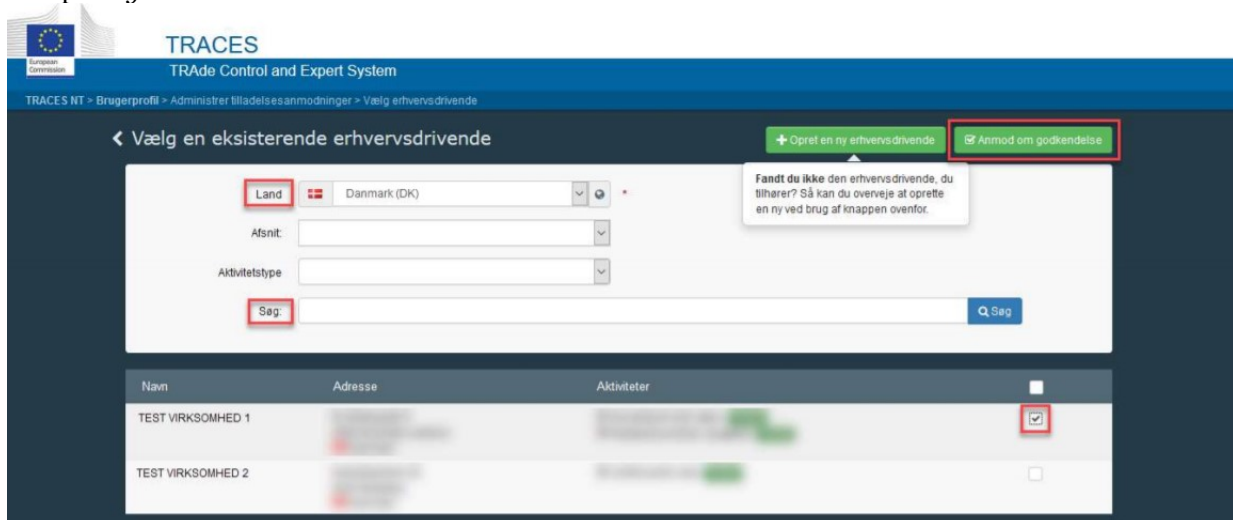 TRACES
European
Commission
TRAde Control and Expert System
TRACES NT > Brugerprofil > Administrer tilladelsesanmodninger > Vælg erhvervsdrivende
Vælg en eksisterende erhvervsdrivende
Opret en ny erhvervsdrivende
Anmod om godkendelse
Fandt du ikke den erhvervsdrivende, du
tilhører? Så kan du overveje at oprette
en ny ved brug af knappen ovenfor.
Land
Danmark (DK)
*
Afsnit:
Aktivitetstype
Søg:
Søg
Navn Adresse Aktiviteter
TEST VIRKSOMHED 1
TEST VIRKSOMHED 2